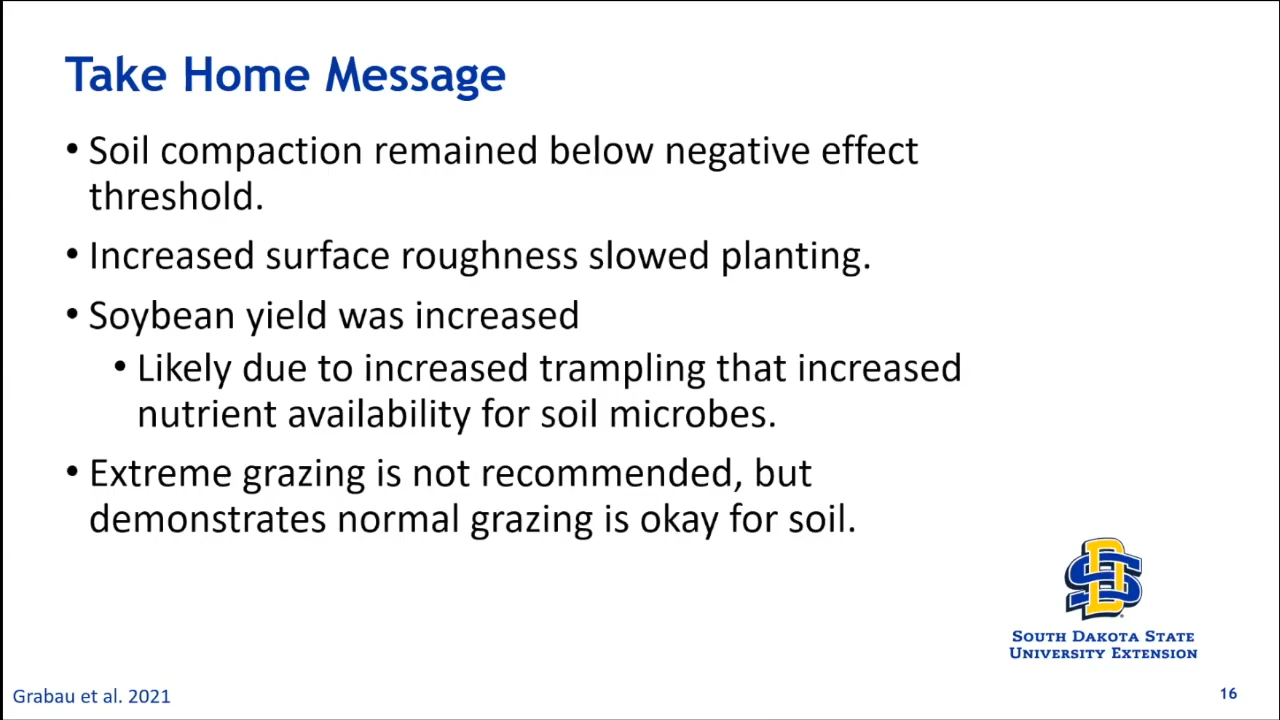 Take Home Message
• Soil compaction remained below negative effect
threshold.
• Increased surface roughness slowed planting.
• Soybean yield was increased
• Likely due to increased trampling that increased
nutrient availability for soil microbes.
• Extreme grazing is not recommended, but
demonstrates normal grazing is okay for soil.
SOUTH DAKOTA STATE
UNIVERSITY EXTENSION
Grabau et al. 2021
16